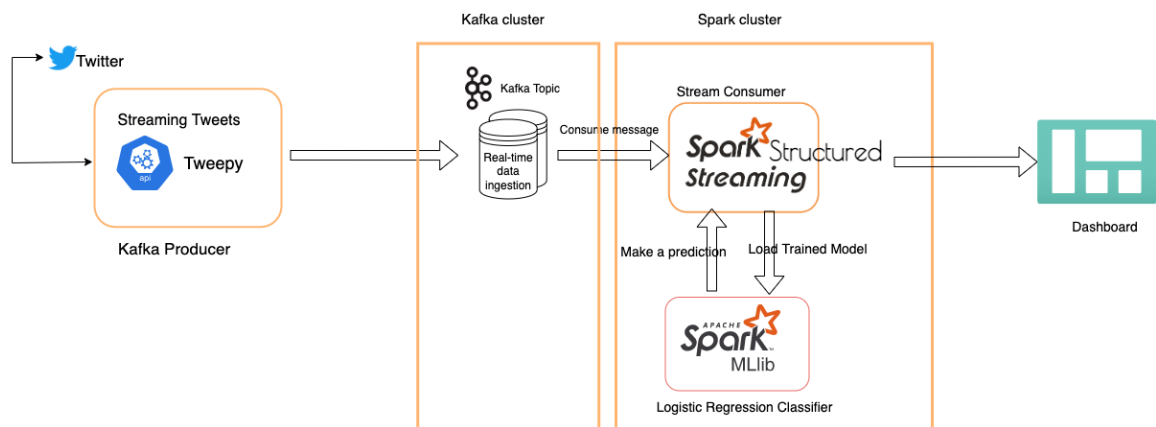 Kafka cluster
Spark cluster
Twitter
Streaming Tweets
Tweepy
api
Kafka Producer
Kafka Topic
Real-time
data
ingestion
Consume message
Stream Consumer
Spark Structured
Streaming
Make a prediction
Load Trained Model
APACHE
Spark
MLlib
Logistic Regression Classifier
Dashboard